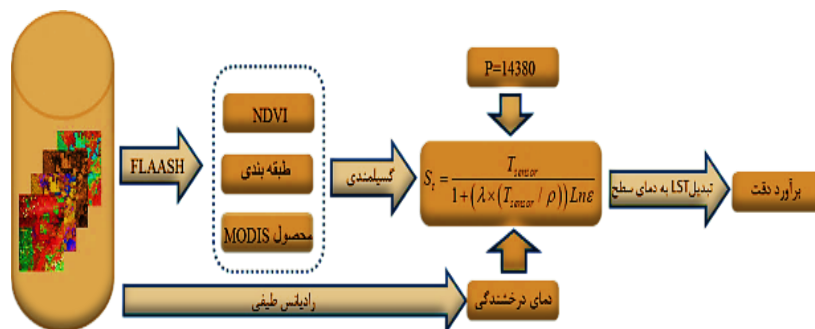 P=14380
FLAASH
NDVI
طبقه بندی
محصول MODIS
گسیلمندی
S_t = T_sensor / 1+(λ×(T_sensor/ρ))Lnε
تبدیل LST به دمای سطح
برآورد دقت
رادیانس طیفی
دمای درخشندگی